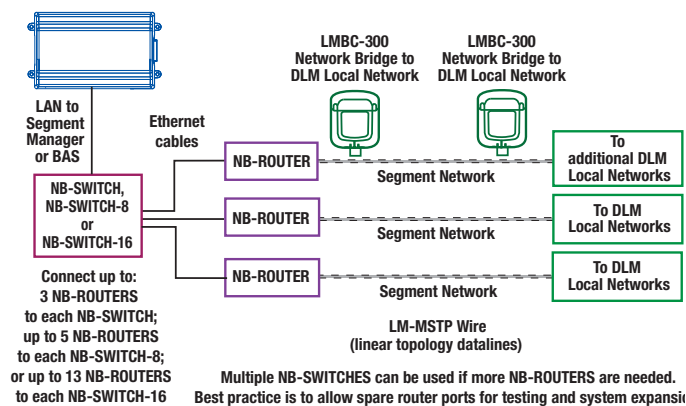 LMBC-300
Network Bridge to
DLM Local Network
LMBC-300
Network Bridge to
DLM Local Network
LAN to
Segment
Manager
or BAS
Ethernet
cables
NB-SWITCH,
NB-SWITCH-8
or
NB-SWITCH-16
NB-ROUTER
Segment Network
To
additional DLM
Local Networks
NB-ROUTER
Segment Network
To DLM
Local Networks
NB-ROUTER
Segment Network
To DLM
Local Networks
Connect up to:
3 NB-ROUTERS
to each NB-SWITCH;
up to 5 NB-ROUTERS
to each NB-SWITCH-8;
or up to 13 NB-ROUTERS
to each NB-SWITCH-16
LM-MSTP Wire
(linear topology datalines)
Multiple NB-SWITCHES can be used if more NB-ROUTERS are needed.
Best practice is to allow spare router ports for testing and system expansi